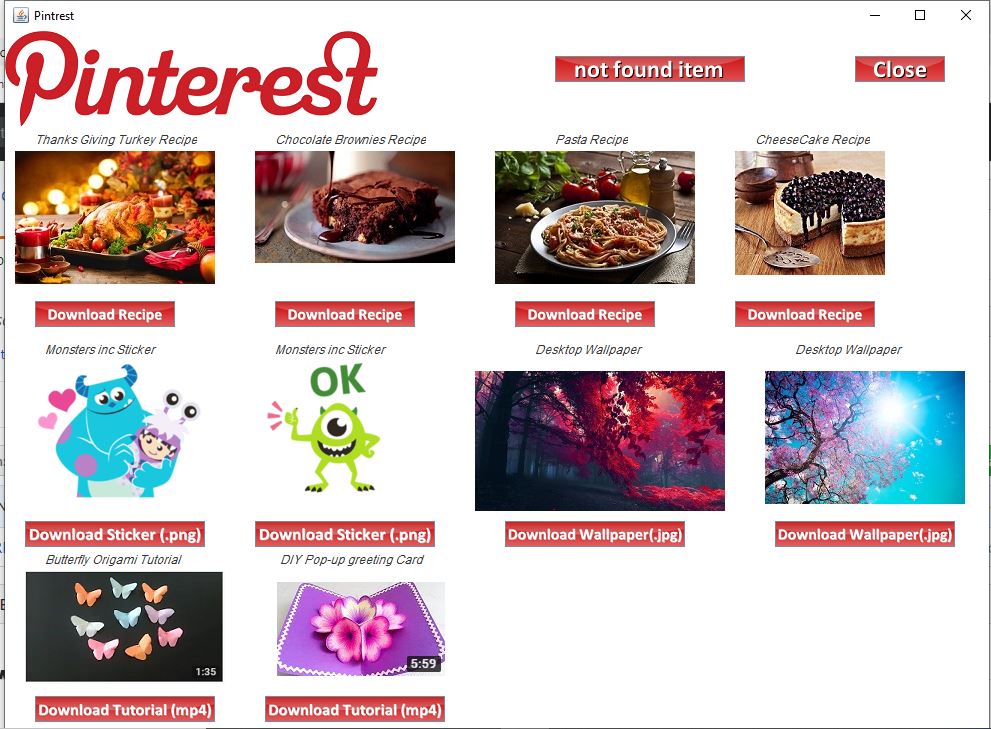 Pintrest
Pinterest
not found item
Close
Thanks Giving Turkey Recipe
Chocolate Brownies Recipe
Pasta Recipe
CheeseCake Recipe
Download Recipe
Download Recipe
Download Recipe
Download Recipe
Monsters inc Sticker
Monsters inc Sticker
Desktop Wallpaper
Desktop Wallpaper
OK
Download Sticker (.png)
Download Sticker (.png)
Download Wallpaper(.jpg)
Download Wallpaper(.jpg)
Butterfly Origami Tutorial
DIY Pop-up greeting Card
1:35
5:59
Download Tutorial (mp4)
Download Tutorial (mp4)